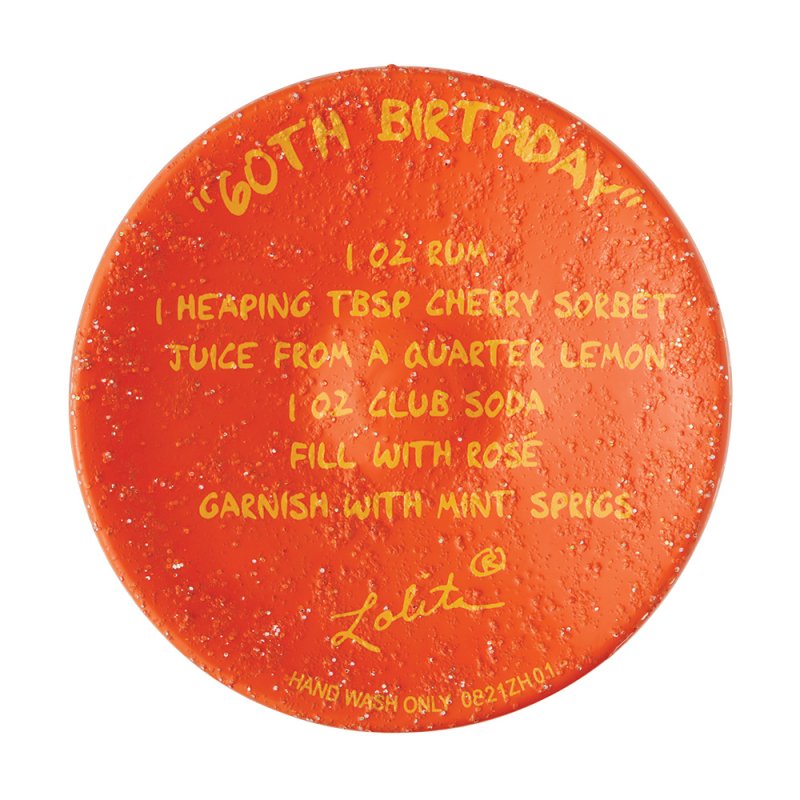 "60TH BIRTHDAY"
1 OZ RUM
1 HEAPING TBSP CHERRY SORBET
JUICE FROM A QUARTER LEMON
1 OZ CLUB SODA
FILL WITH ROSÉ
GARNISH WITH MINT SPRIGS
Lolita®
HAND WASH ONLY 0821ZH01